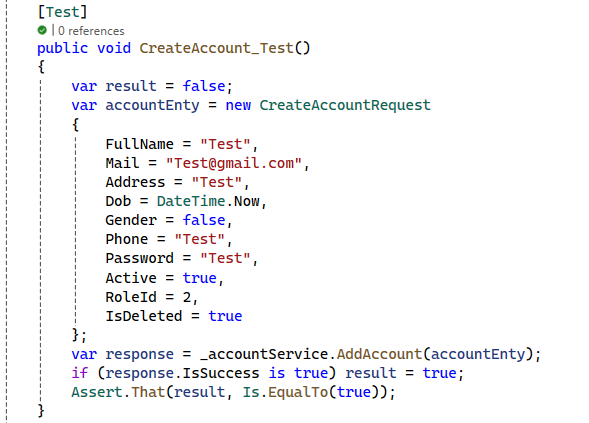 [Test]
| 0 references
public void CreateAccount_Test()
{
var result = false;
var accountEnty = new CreateAccountRequest
{
FullName = "Test",
Mail = "Test@gmail.com",
Address = "Test",
Dob = DateTime.Now,
Gender = false,
Phone = "Test",
Password = "Test",
Active = true,
RoleId = 2,
IsDeleted = true
};
var response = _accountService.AddAccount(accountEnty);
if (response.IsSuccess is true) result = true;
Assert.That(result, Is.EqualTo(true));
}